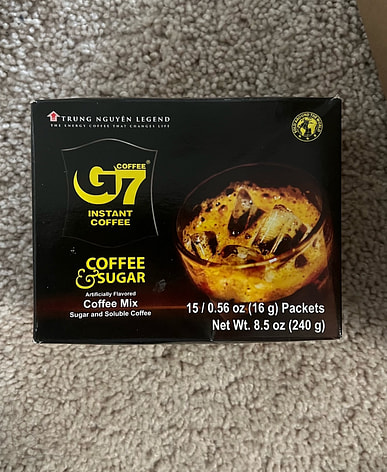 TRUNG NGUYÊN LEGEND
THE ENERGY COFFEE THAT CHANGES LIFE
COFFEE
G7®
INSTANT
COFFEE
COFFEE
&SUGAR
Artificially Flavored
Coffee Mix
Sugar and Soluble Coffee
15 / 0.56 oz (16 g) Packets
Net Wt. 8.5 oz (240 g)